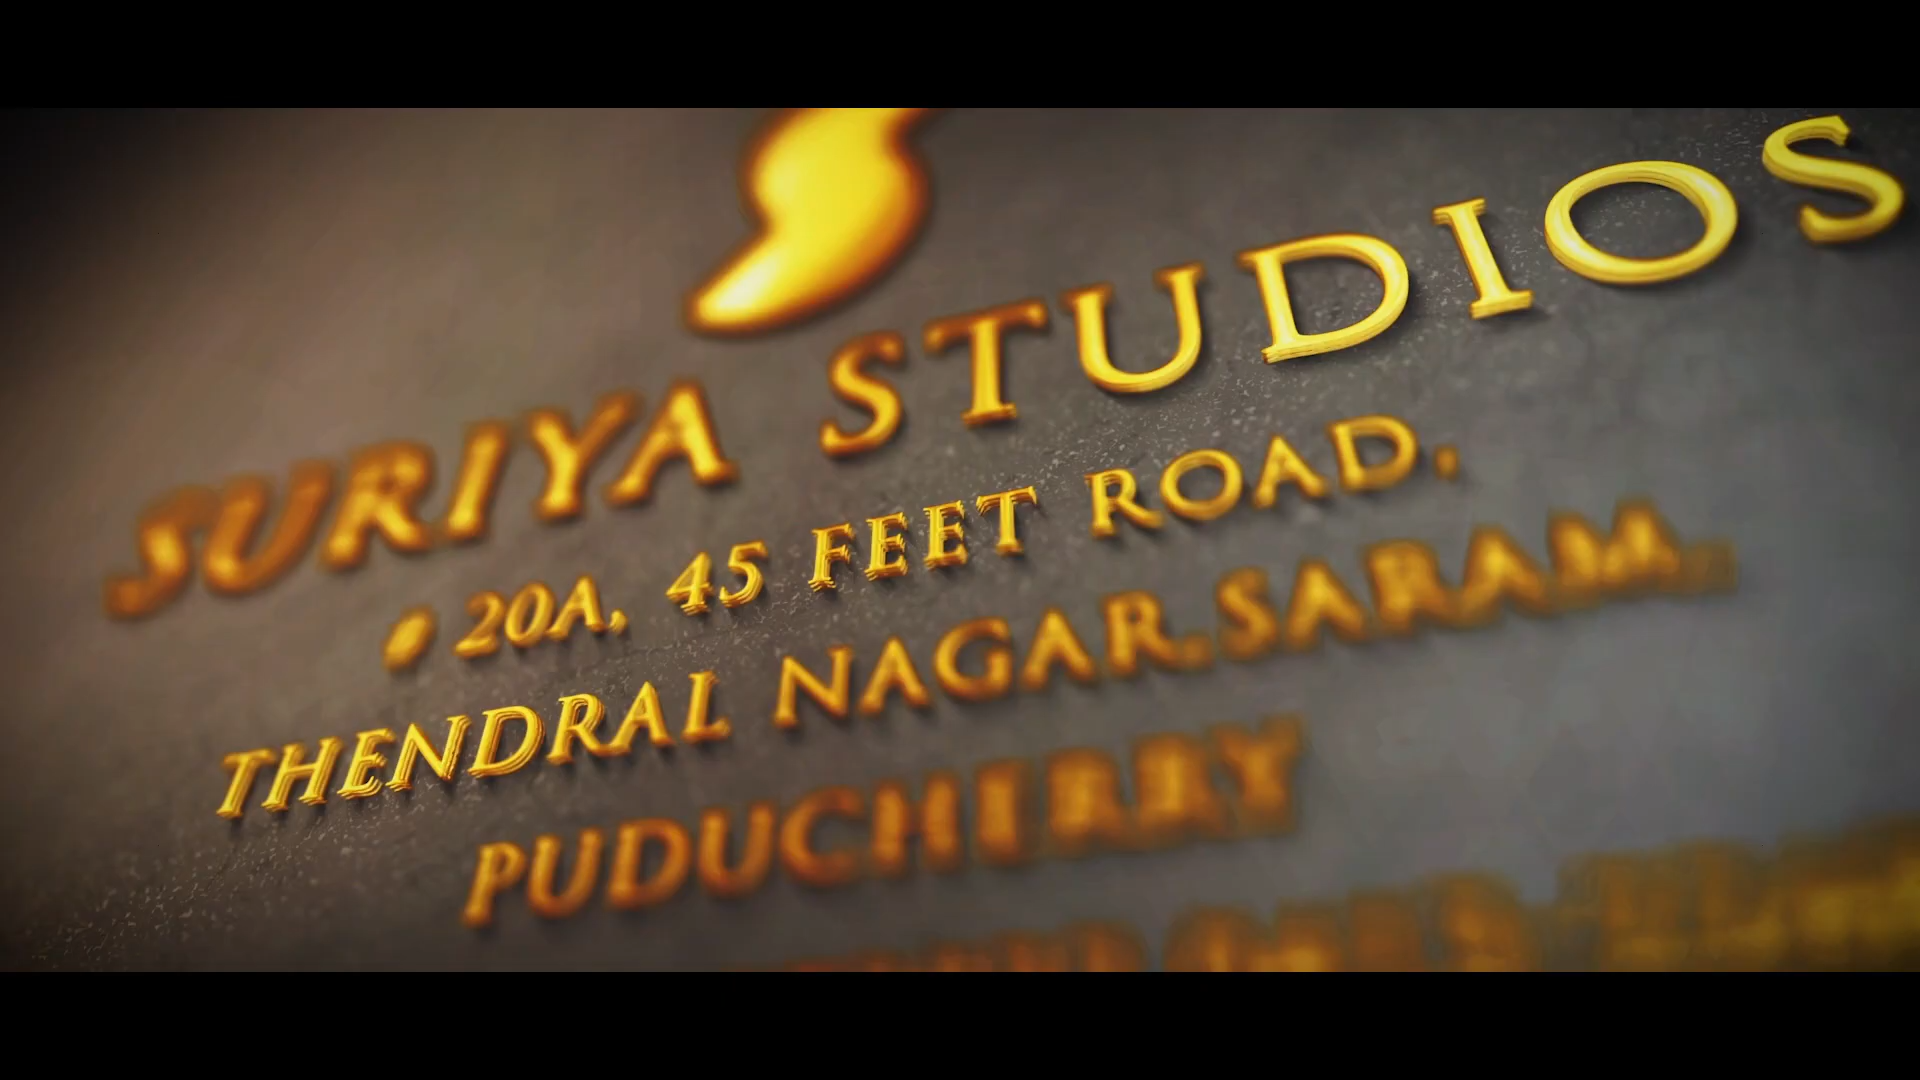 SURIYA STUDIOS
# 20A, 45 FEET ROAD,
THENDRAL NAGAR,SARAM,
PUDUCHERRY